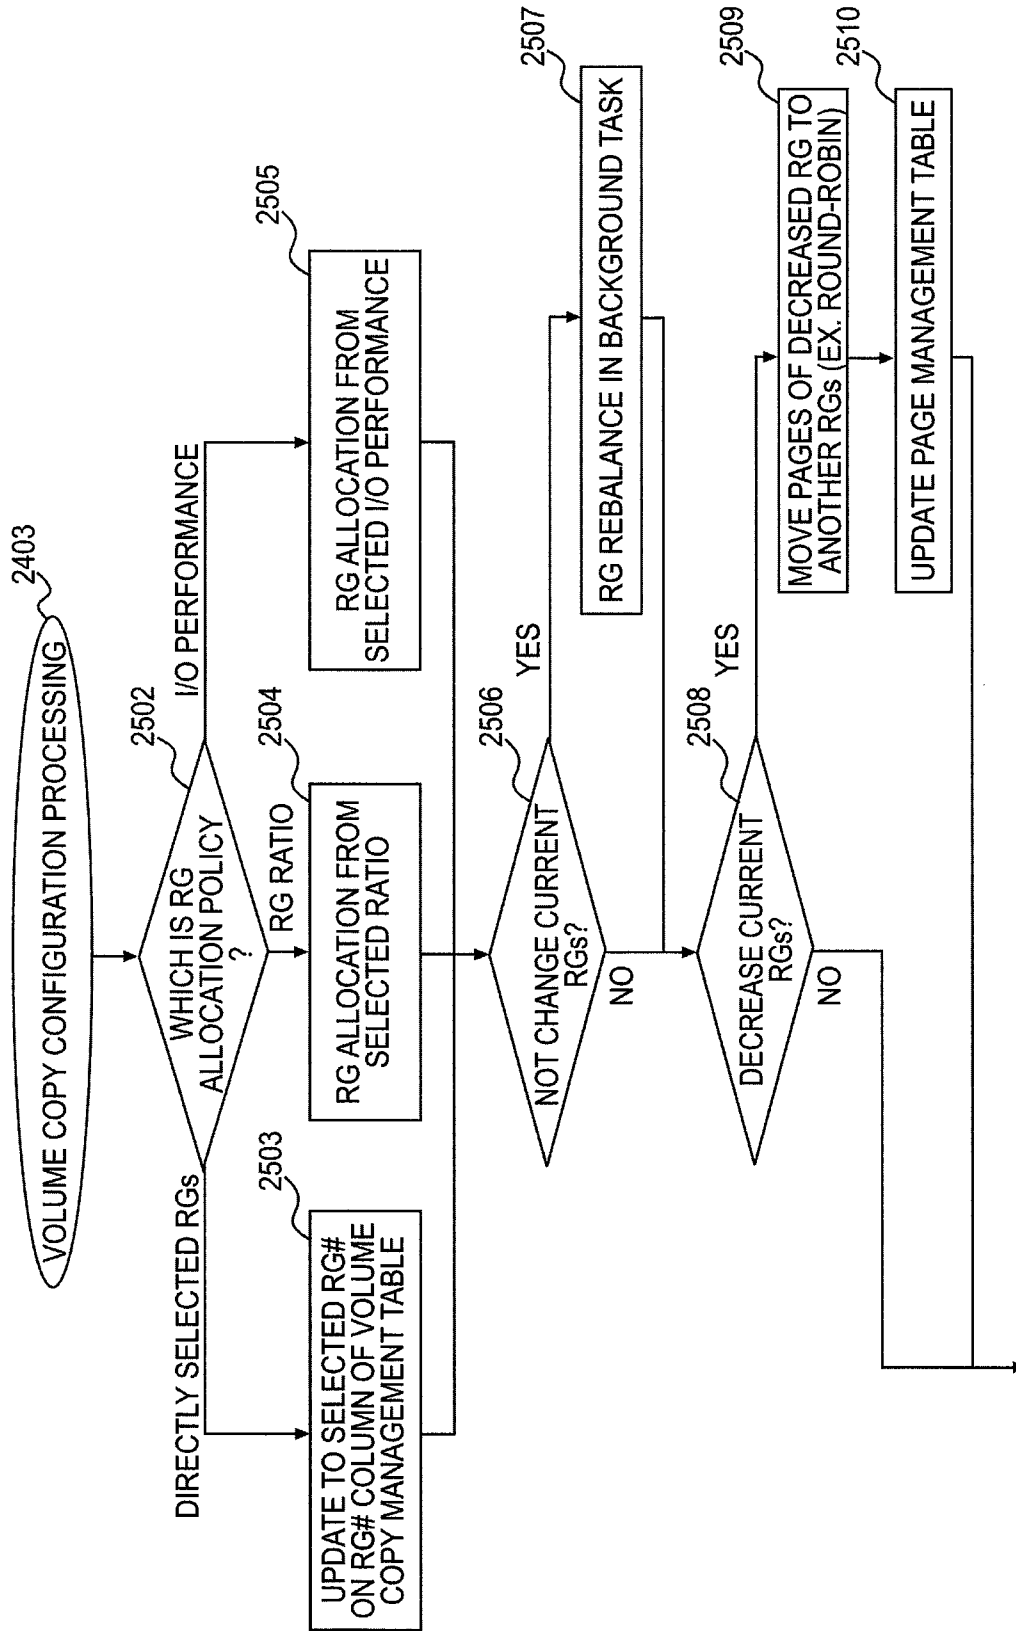 VOLUME COPY CONFIGURATION PROCESSING
2403
WHICH IS RG
ALLOCATION POLICY
?
2502
DIRECTLY SELECTED RGs
RG RATIO
I/O PERFORMANCE
UPDATE TO SELECTED RG#
ON RG# COLUMN OF VOLUME
COPY MANAGEMENT TABLE
2503
RG ALLOCATION FROM
SELECTED RATIO
2504
RG ALLOCATION FROM
SELECTED I/O PERFORMANCE
2505
NOT CHANGE CURRENT
RGs?
2506
YES
NO
RG REBALANCE IN BACKGROUND TASK
2507
DECREASE CURRENT
RGs?
2508
YES
NO
MOVE PAGES OF DECREASED RG TO
ANOTHER RGs (EX. ROUND-ROBIN)
2509
UPDATE PAGE MANAGEMENT TABLE
2510